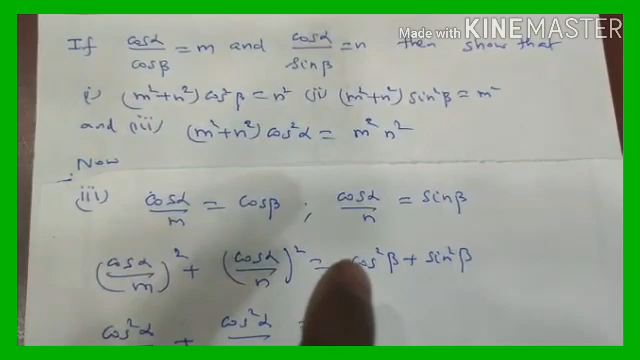 Made with KINEMASTER
If cosα/cosβ = m and cosα/sinβ = n then show that
i) (m²+n²) cos²β = n² (ii) (m²+n²) sin²β = m²
and (iii) (m²+n²) cos²α = m² n²
Now
(iii) cosα/m = cosβ ; cosα/n = sinβ
(cosα/m)² + (cosα/n)² = cos²β + sin²β
cos²α + cos²α